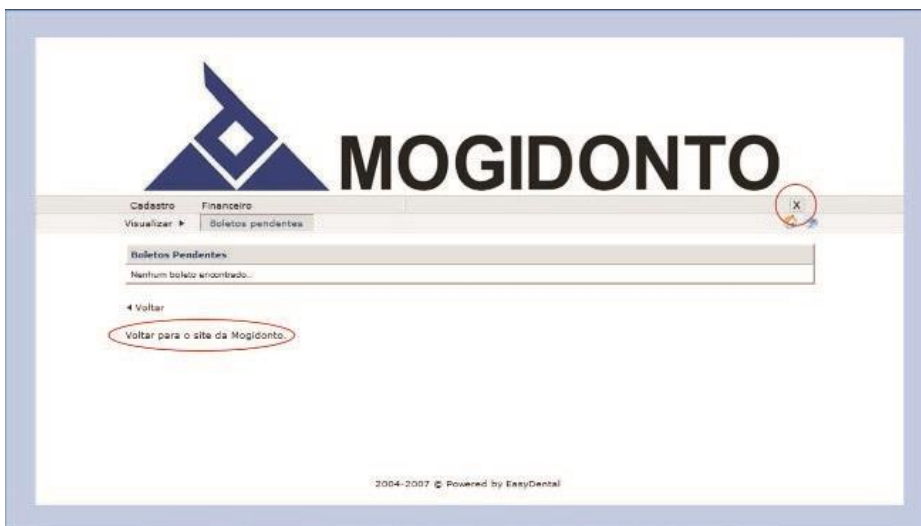 MOGIDONTO
Cadastro Financeiro X
Visualizar Boletos pendentes
Boletos Pendentes
Nenhum boleto encontrado..
Voltar
Voltar para o site da Mogidonto.
2004-2007 © Powered by EasyDental